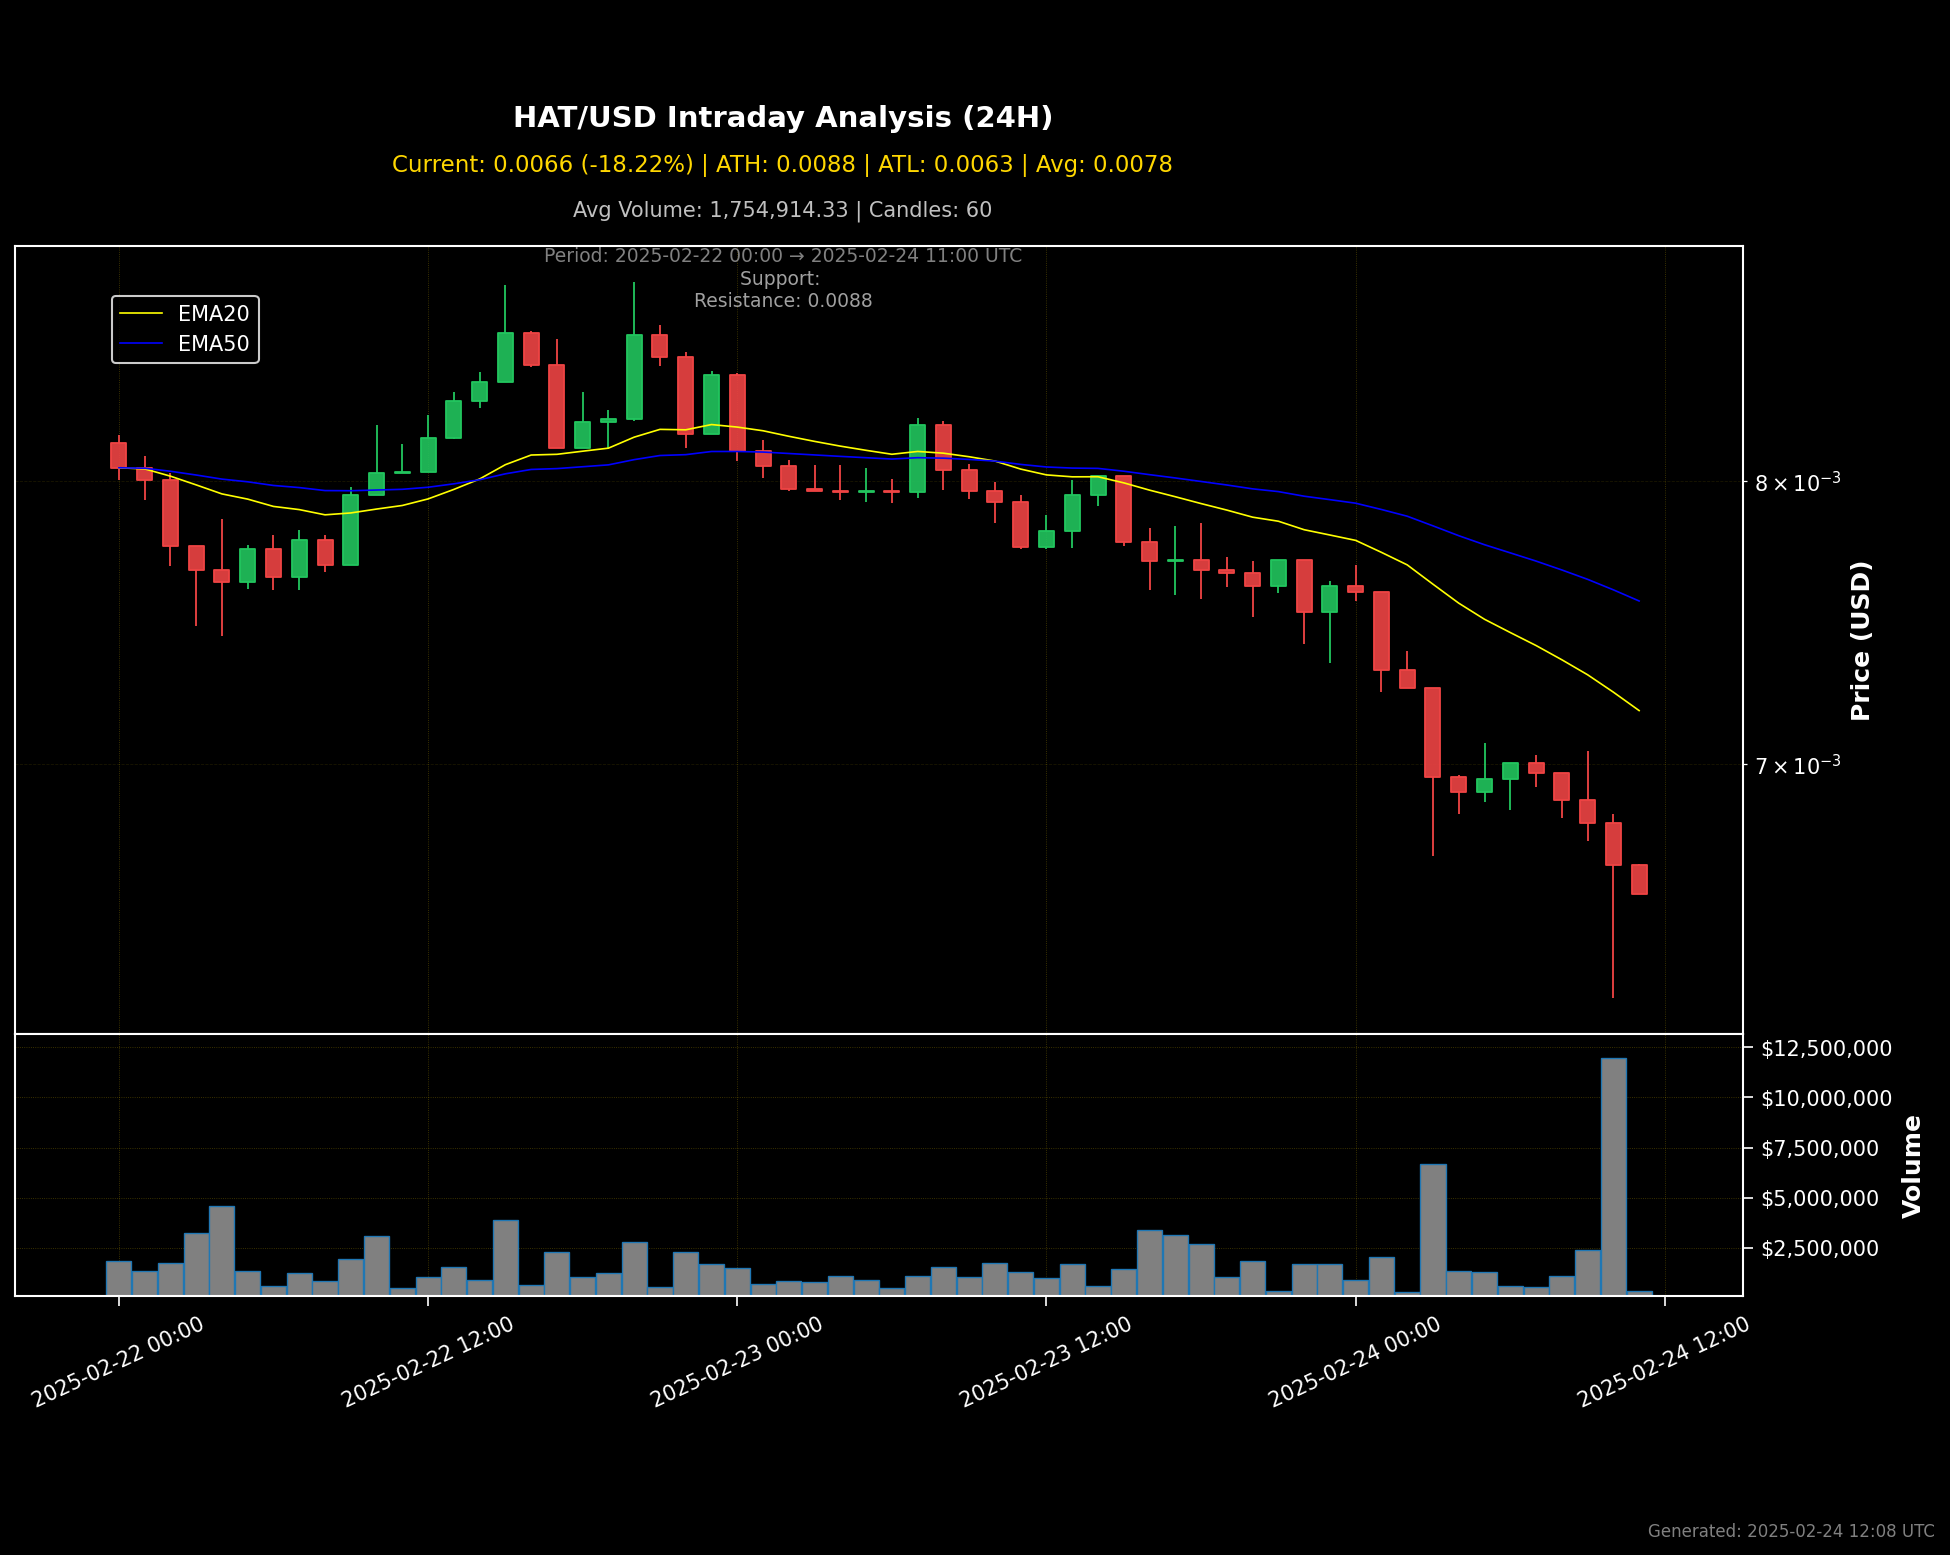 HAT/USD Intraday Analysis (24H)
Current: 0.0066 (-18.22%) | ATH: 0.0088 | ATL: 0.0063 | Avg: 0.0078
Avg Volume: 1,754,914.33 | Candles: 60
Period: 2025-02-22 00:00 → 2025-02-24 11:00 UTC
Support:
Resistance: 0.0088
EMA20
EMA50
8 × 10⁻³
7 × 10⁻³
Price (USD)
$12,500,000
$10,000,000
$7,500,000
$5,000,000
$2,500,000
Volume
2025-02-22 00:00
2025-02-22 12:00
2025-02-23 00:00
2025-02-23 12:00
2025-02-24 00:00
2025-02-24 12:00
Generated: 2025-02-24 12:08 UTC